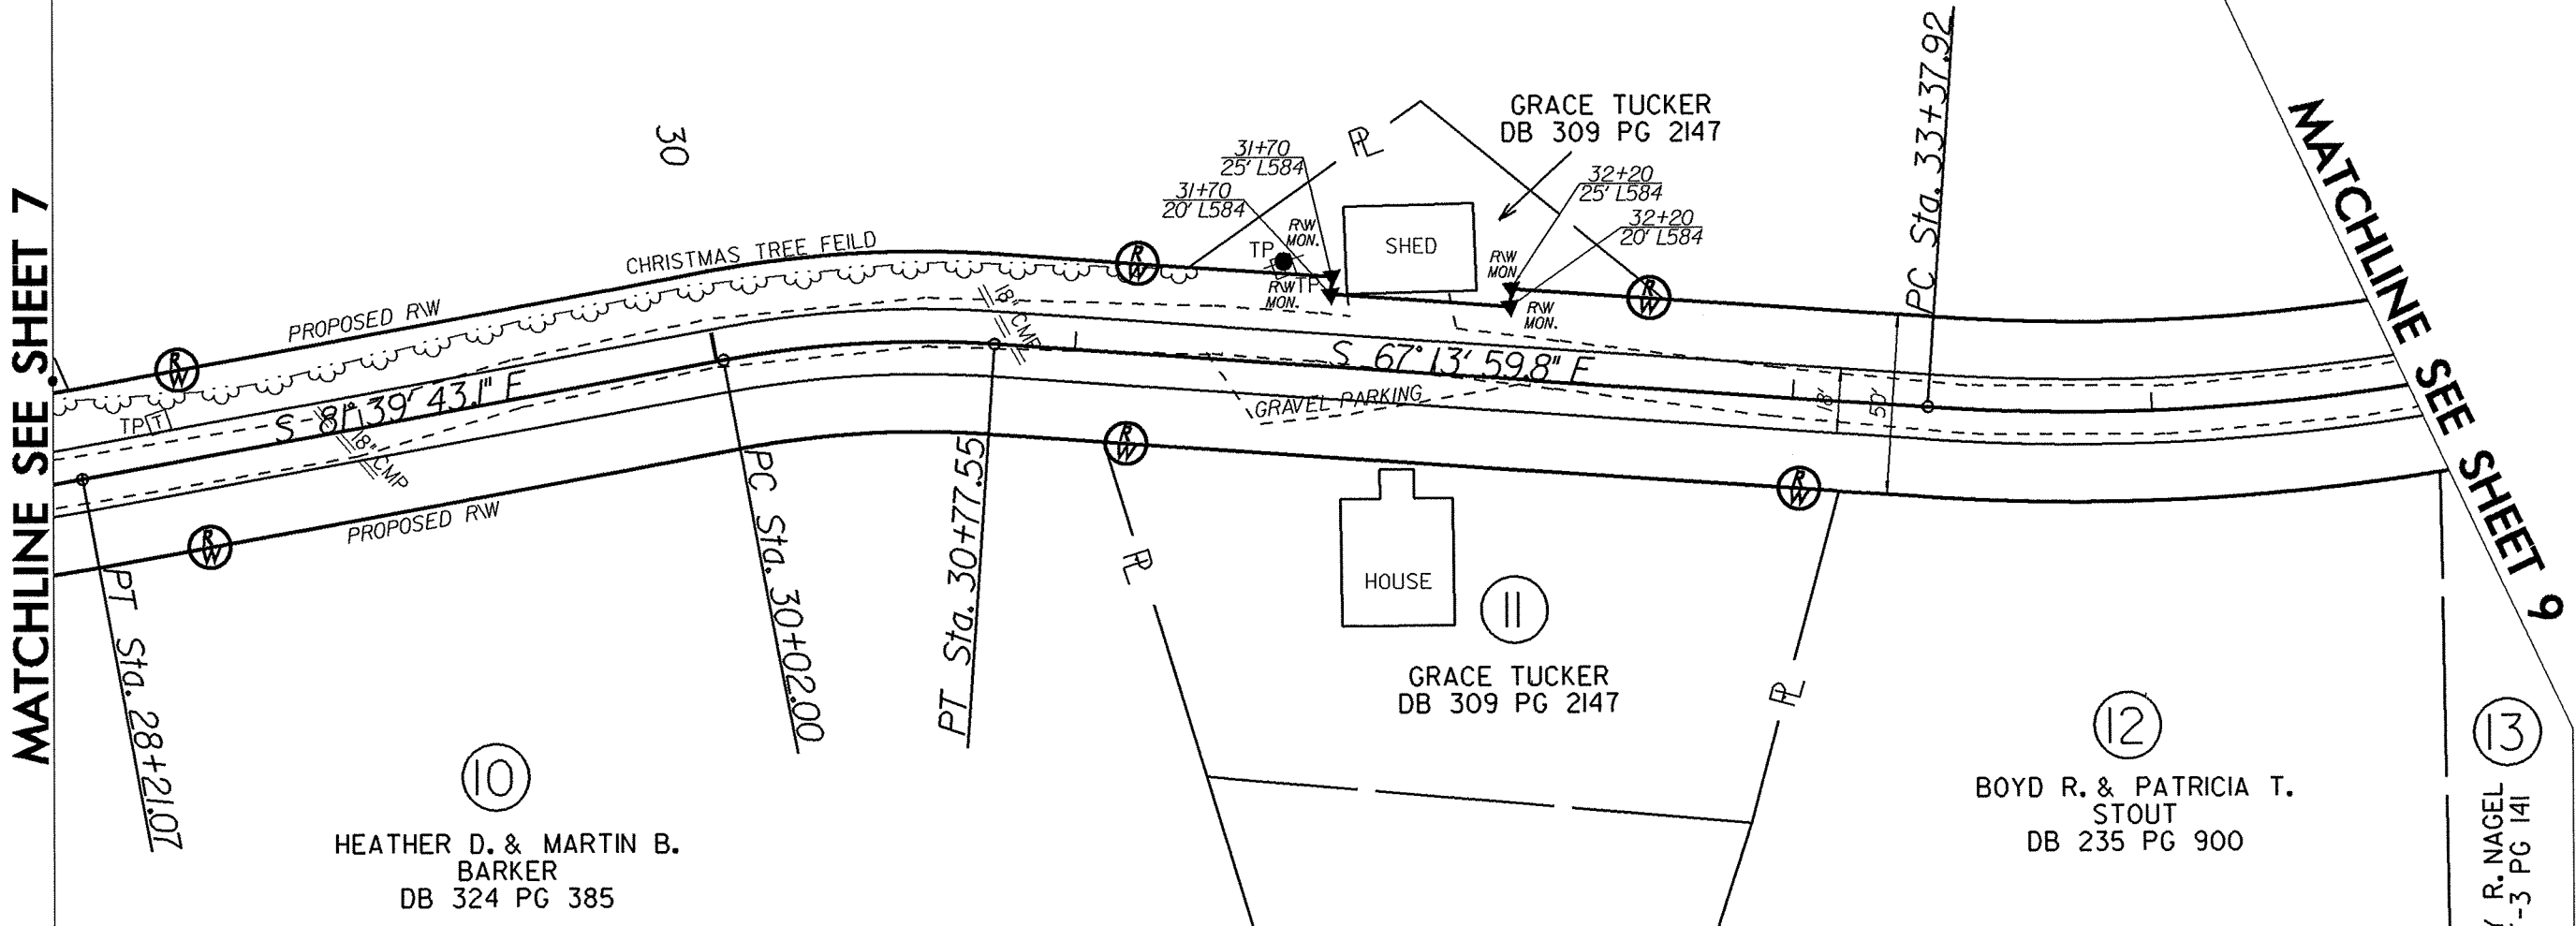 MATCHLINE SEE SHEET 7
30
PROPOSED R\W
CHRISTMAS TREE FEILD
31+70
25' L584
31+70
20' L584
R\W
MON.
TP
R\W
MON.
TP
PL
SHED
GRACE TUCKER
DB 309 PG 2147
32+20
25' L584
32+20
20' L584
R\W
MON.
R\W
MON.
PC Sta. 33+37.92
MATCHLINE SEE SHEET 9
R
W
R
W
R
W
TP T
S 81° 39' 43.1" E
18" CMP
18" CMP
S 67° 13' 59.8" E
GRAVEL PARKING
18'
50'
R
W
R
W
R
W
PROPOSED R\W
PT Sta. 28+21.07
PC Sta. 30+02.00
PT Sta. 30+77.55
PL
HOUSE
PL
10
HEATHER D. & MARTIN B.
BARKER
DB 324 PG 385
11
GRACE TUCKER
DB 309 PG 2147
12
BOYD R. & PATRICIA T.
STOUT
DB 235 PG 900
13
Y R. NAGEL
-3 PG 141